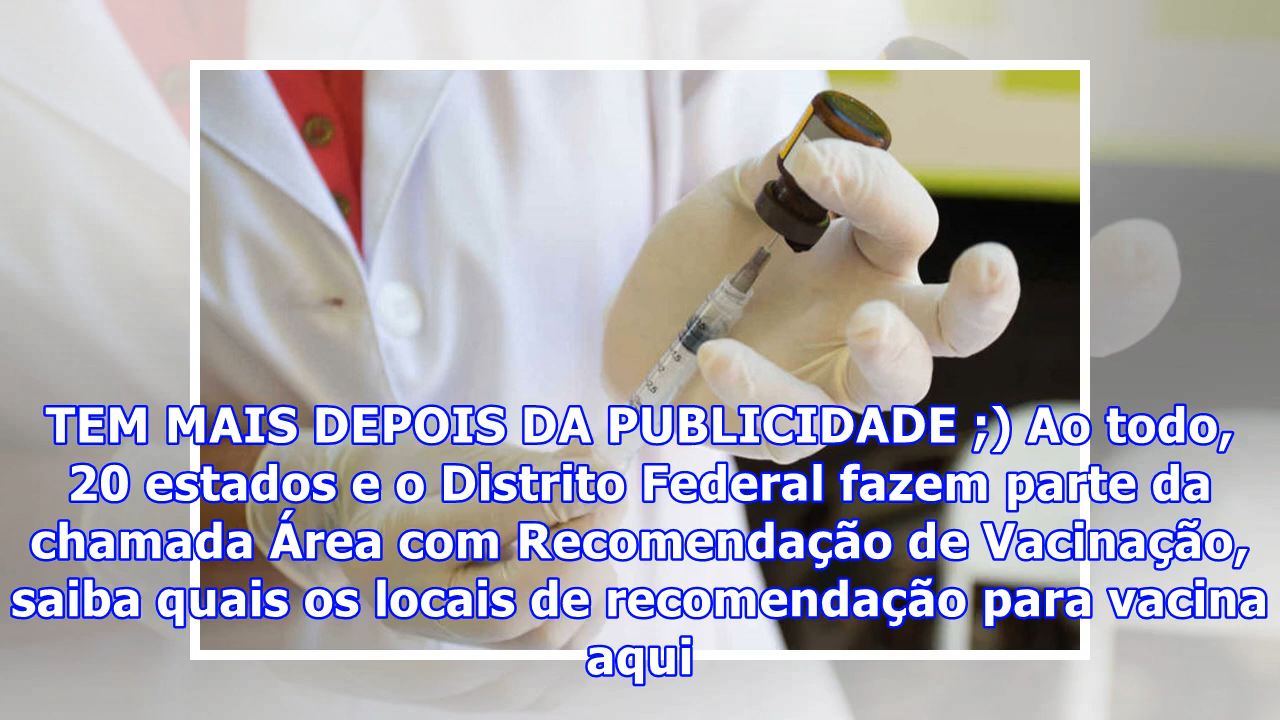 TEM MAIS DEPOIS DA PUBLICIDADE ;) Ao todo,
20 estados e o Distrito Federal fazem parte da
chamada Área com Recomendação de Vacinação,
saiba quais os locais de recomendação para vacina
aqui